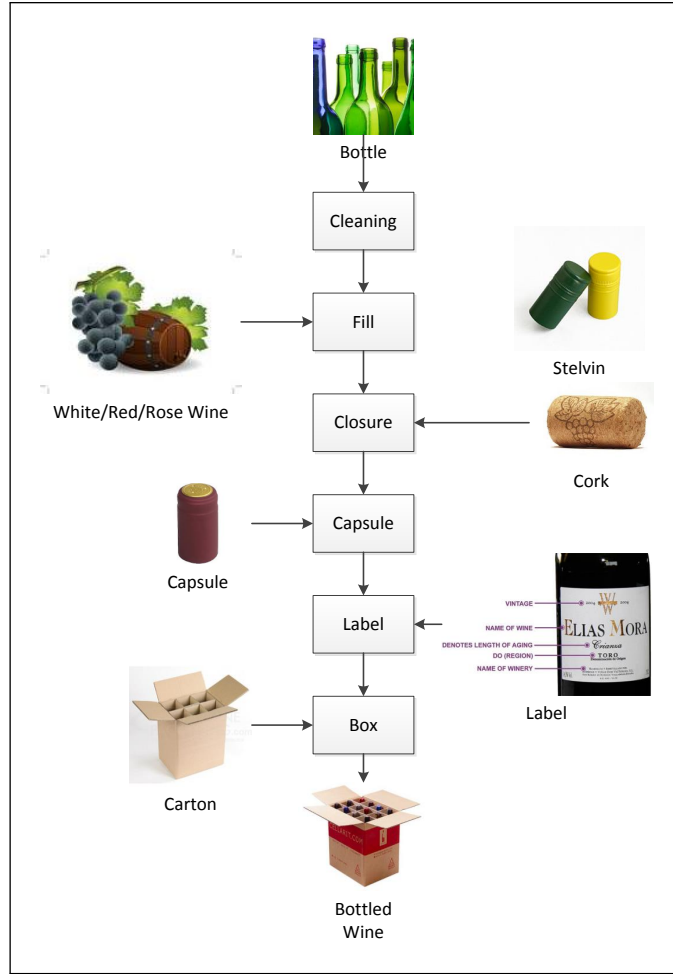 Bottle
Cleaning
Fill
White/Red/Rose Wine
Stelvin
Closure
Cork
Capsule
Capsule
VINTAGE
NAME OF WINE
ELIAS MORA
DENOTES LENGTH OF AGING
Crianza
DO (REGION)
TORO
NAME OF WINERY
Label
Label
Box
Carton
Bottled
Wine